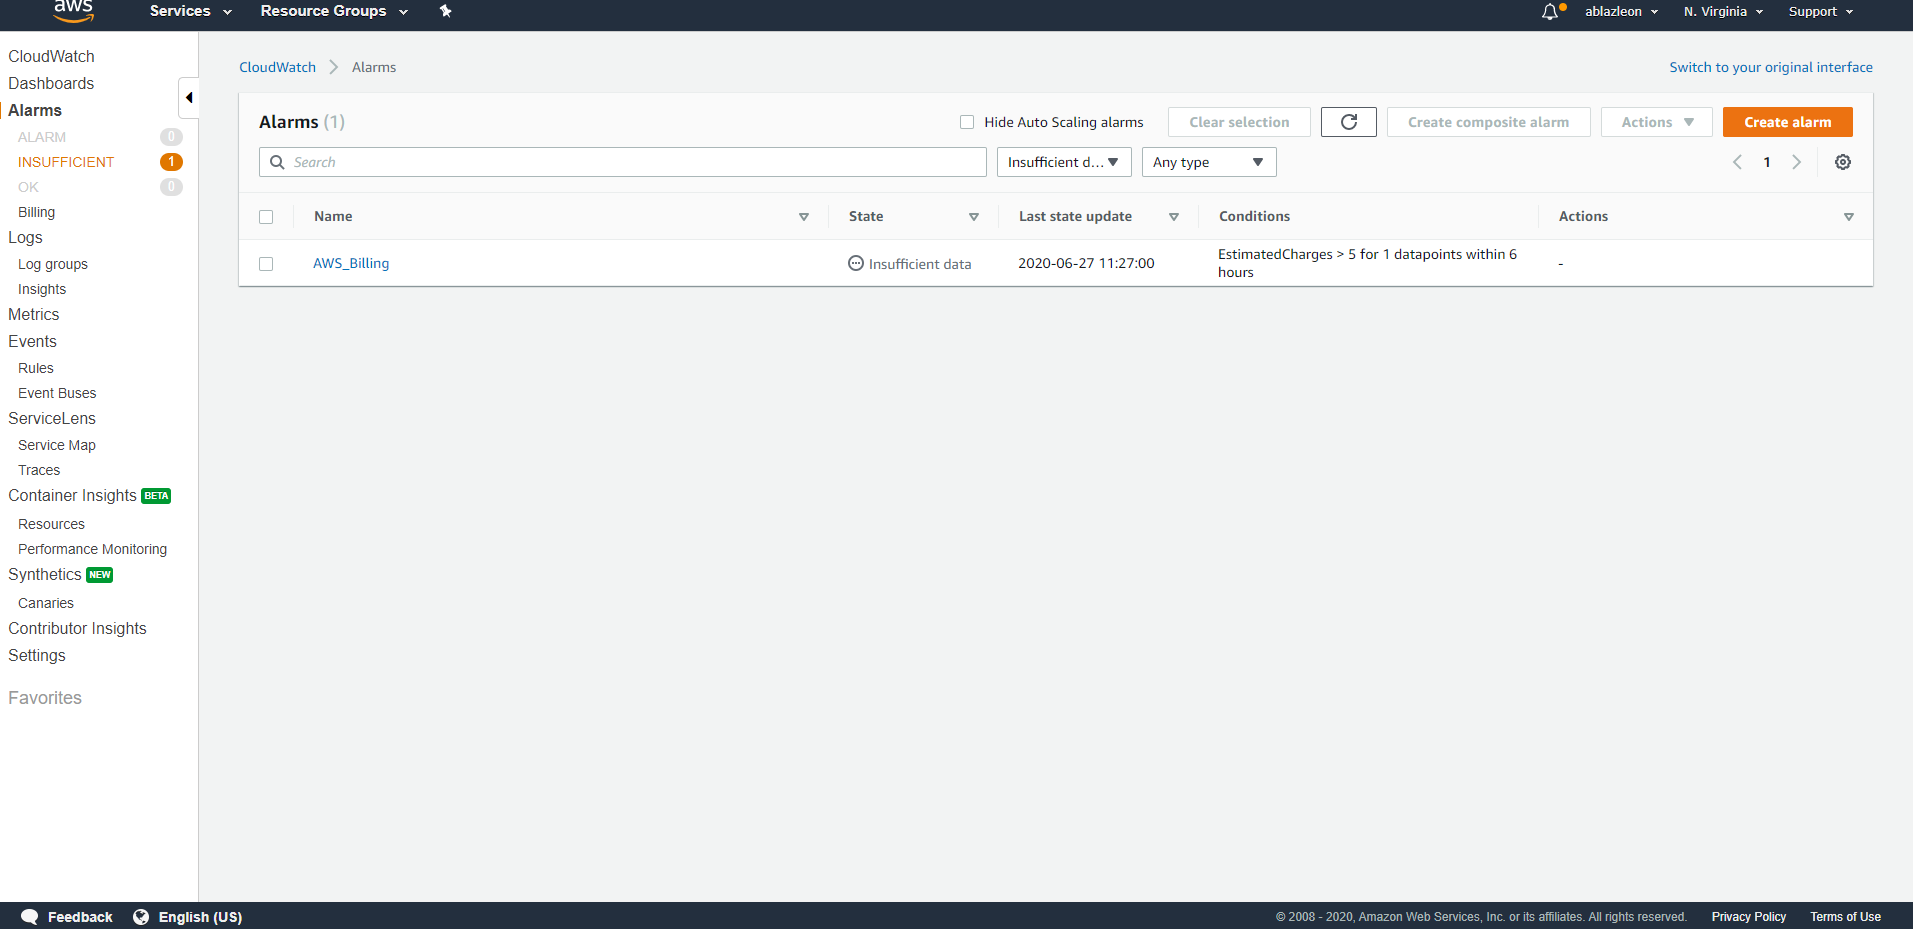 aws
Services
Resource Groups
ablazleon
N. Virginia
Support
CloudWatch
Dashboards
Alarms
ALARM 0
INSUFFICIENT 1
OK 0
Billing
Logs
Log groups
Insights
Metrics
Events
Rules
Event Buses
ServiceLens
Service Map
Traces
Container Insights BETA
Resources
Performance Monitoring
Synthetics NEW
Canaries
Contributor Insights
Settings
Favorites
CloudWatch Alarms
Switch to your original interface
Alarms (1)
Hide Auto Scaling alarms
Clear selection
Create composite alarm
Actions
Create alarm
Search
Insufficient d...
Any type
1
Name State Last state update Conditions Actions
AWS_Billing Insufficient data 2020-06-27 11:27:00 EstimatedCharges > 5 for 1 datapoints within 6
hours
-
Feedback
English (US)
© 2008 - 2020, Amazon Web Services, Inc. or its affiliates. All rights reserved.
Privacy Policy
Terms of Use